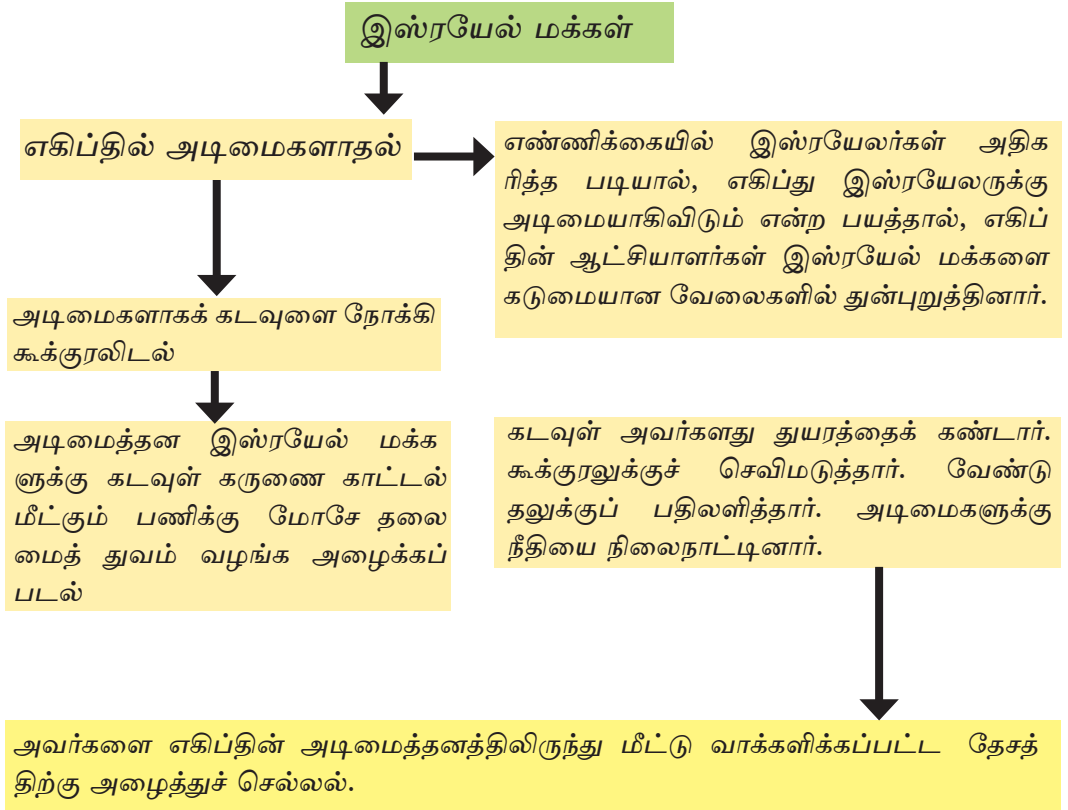 இஸ்ரயேல் மக்கள்
எகிப்தில் அடிமைகளாதல்
எண்ணிக்கையில் இஸ்ரயேலர்கள் அதிக
ரித்த படியால், எகிப்து இஸ்ரயேலருக்கு
அடிமையாகிவிடும் என்ற பயத்தால், எகிப்
தின் ஆட்சியாளர்கள் இஸ்ரயேல் மக்களை
கடுமையான வேலைகளில் துன்புறுத்தினார்.
அடிமைகளாகக் கடவுளை நோக்கி
கூக்குரலிடல்
அடிமைத்தன இஸ்ரயேல் மக்க
ளுக்கு கடவுள் கருணை காட்டல்
மீட்கும் பணிக்கு மோசே தலை
மைத் துவம் வழங்க அழைக்கப்
படல்
கடவுள் அவர்களது துயரத்தைக் கண்டார்.
கூக்குரலுக்குச் செவிமடுத்தார். வேண்டு
தலுக்குப் பதிலளித்தார். அடிமைகளுக்கு
நீதியை நிலைநாட்டினார்.
அவர்களை எகிப்தின் அடிமைத்தனத்திலிருந்து மீட்டு வாக்களிக்கப்பட்ட தேசத்
திற்கு அழைத்துச் செல்லல்.